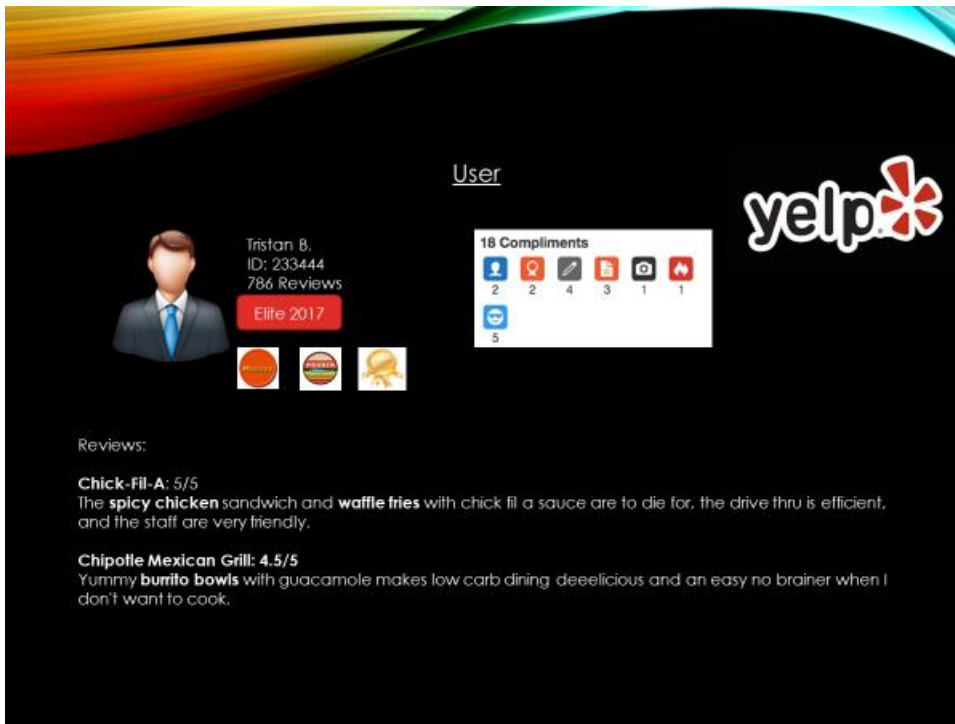 User
yelp
Tristan B.
ID: 233444
786 Reviews
Elite 2017
18 Compliments
2 2 4 3 1 1
5
Reviews:
Chick-Fil-A: 5/5
The spicy chicken sandwich and waffle fries with chick fil a sauce are to die for, the drive thru is efficient,
and the staff are very friendly.
Chipotle Mexican Grill: 4.5/5
Yummy burrito bowls with guacamole makes low carb dining deeelicious and an easy no brainer when I
don't want to cook.